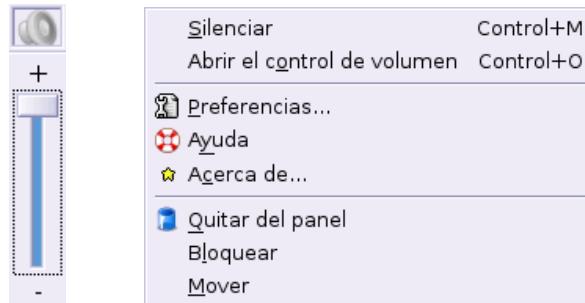 +
-
Silenciar Control+M
Abrir el control de volumen Control+O
Preferencias...
Ayuda
Acerca de...
Quitar del panel
Bloquear
Mover